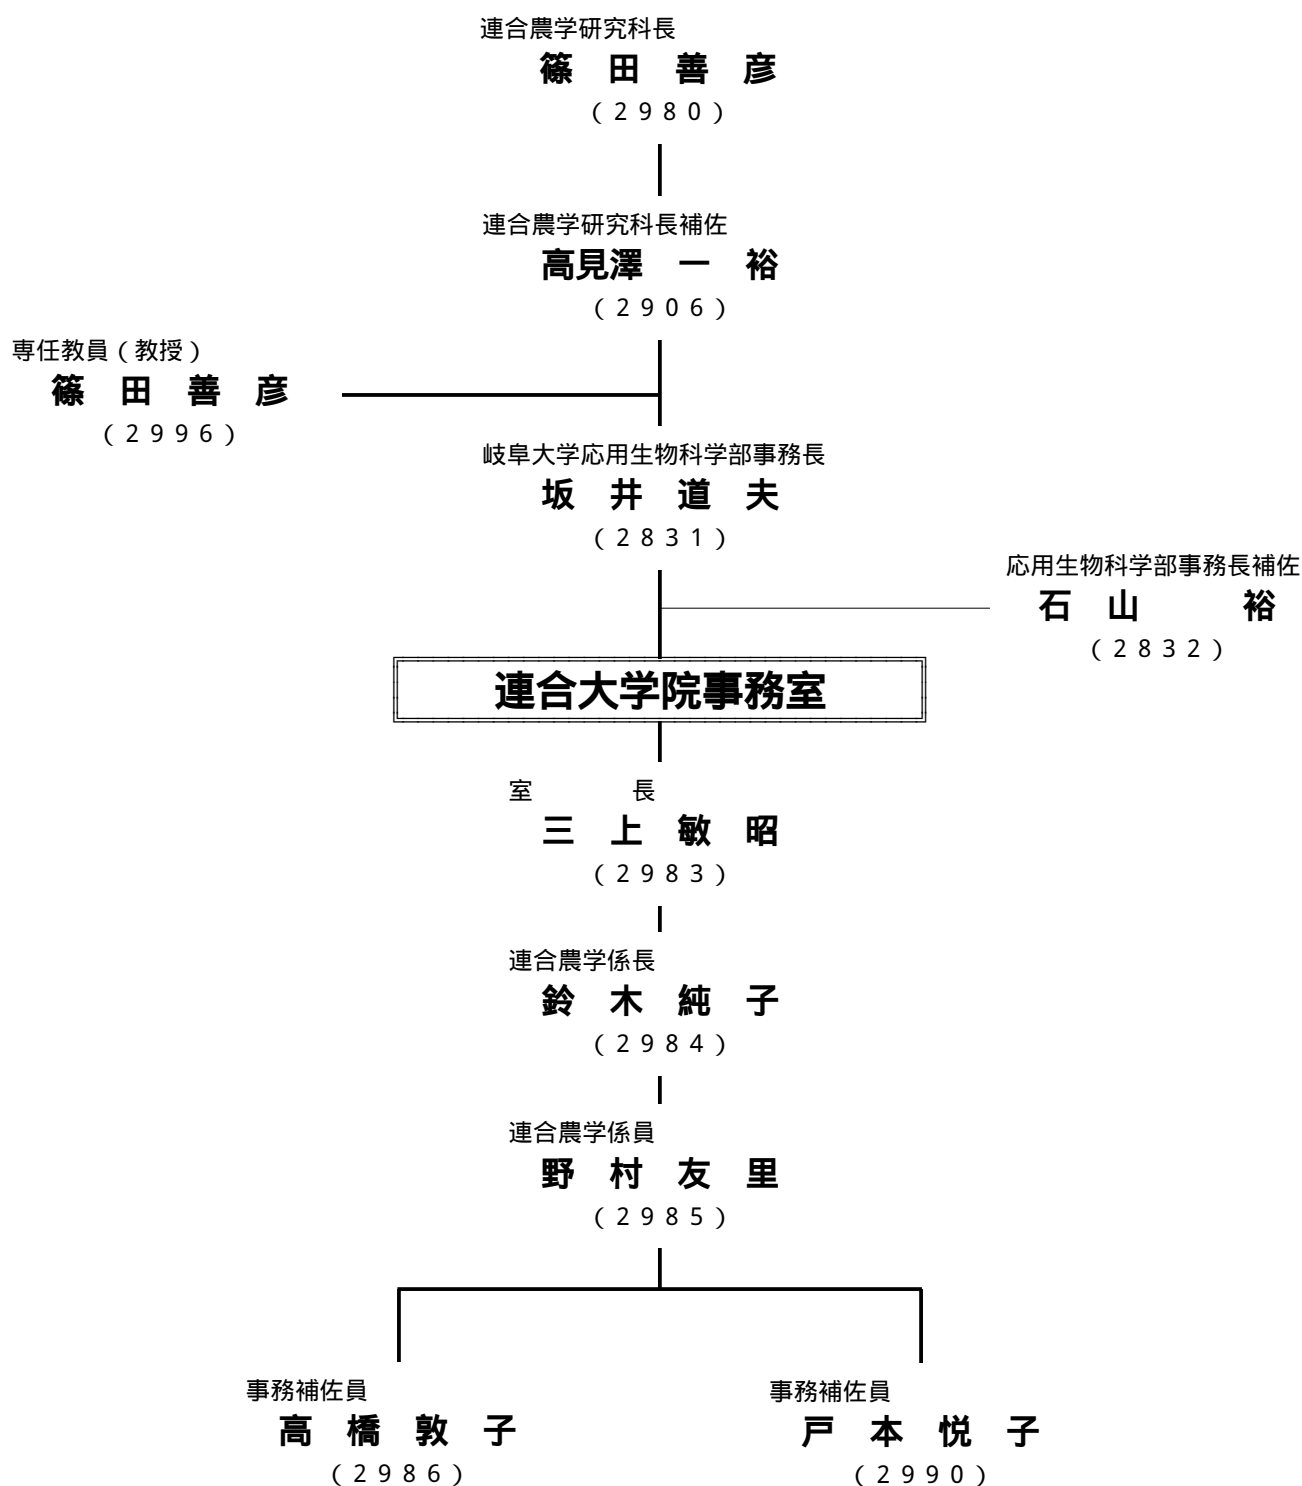 連合農学研究科長
篠　田　善　彦
（２９８０）
連合農学研究科長補佐
高見澤　一　裕
（２９０６）
専任教員（教授）
篠　田　善　彦
（２９９６）
岐阜大学応用生物科学部事務長
坂　井　道　夫
（２８３１）
応用生物科学部事務長補佐
石　山　　　裕
（２８３２）
連合大学院事務室
室　　　　長
三　上　敏　昭
（２９８３）
連合農学係長
鈴　木　純　子
（２９８４）
連合農学係員
野　村　友　里
（２９８５）
事務補佐員
高　橋　敦　子
（２９８６）
事務補佐員
戸　本　悦　子
（２９９０）